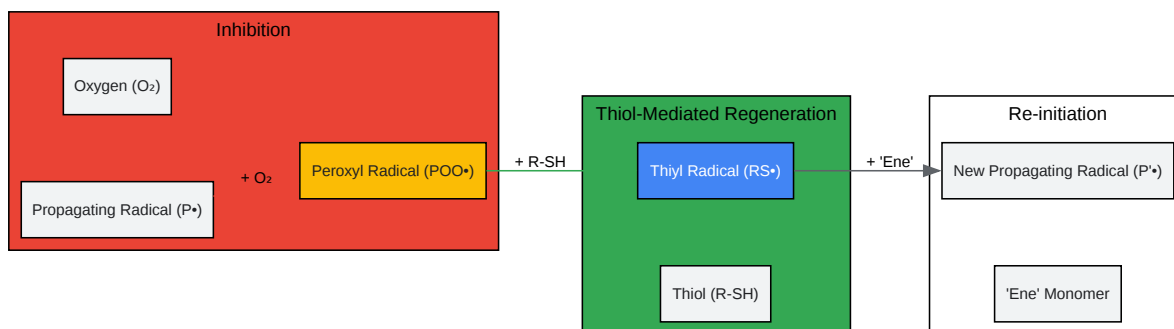 Inhibition
Oxygen (O₂)
Propagating Radical (P•)
+ O₂
Peroxyl Radical (POO•)
+ R-SH
Thiol-Mediated Regeneration
Thiyl Radical (RS•)
Thiol (R-SH)
+ 'Ene'
Re-initiation
New Propagating Radical (P'•)
'Ene' Monomer